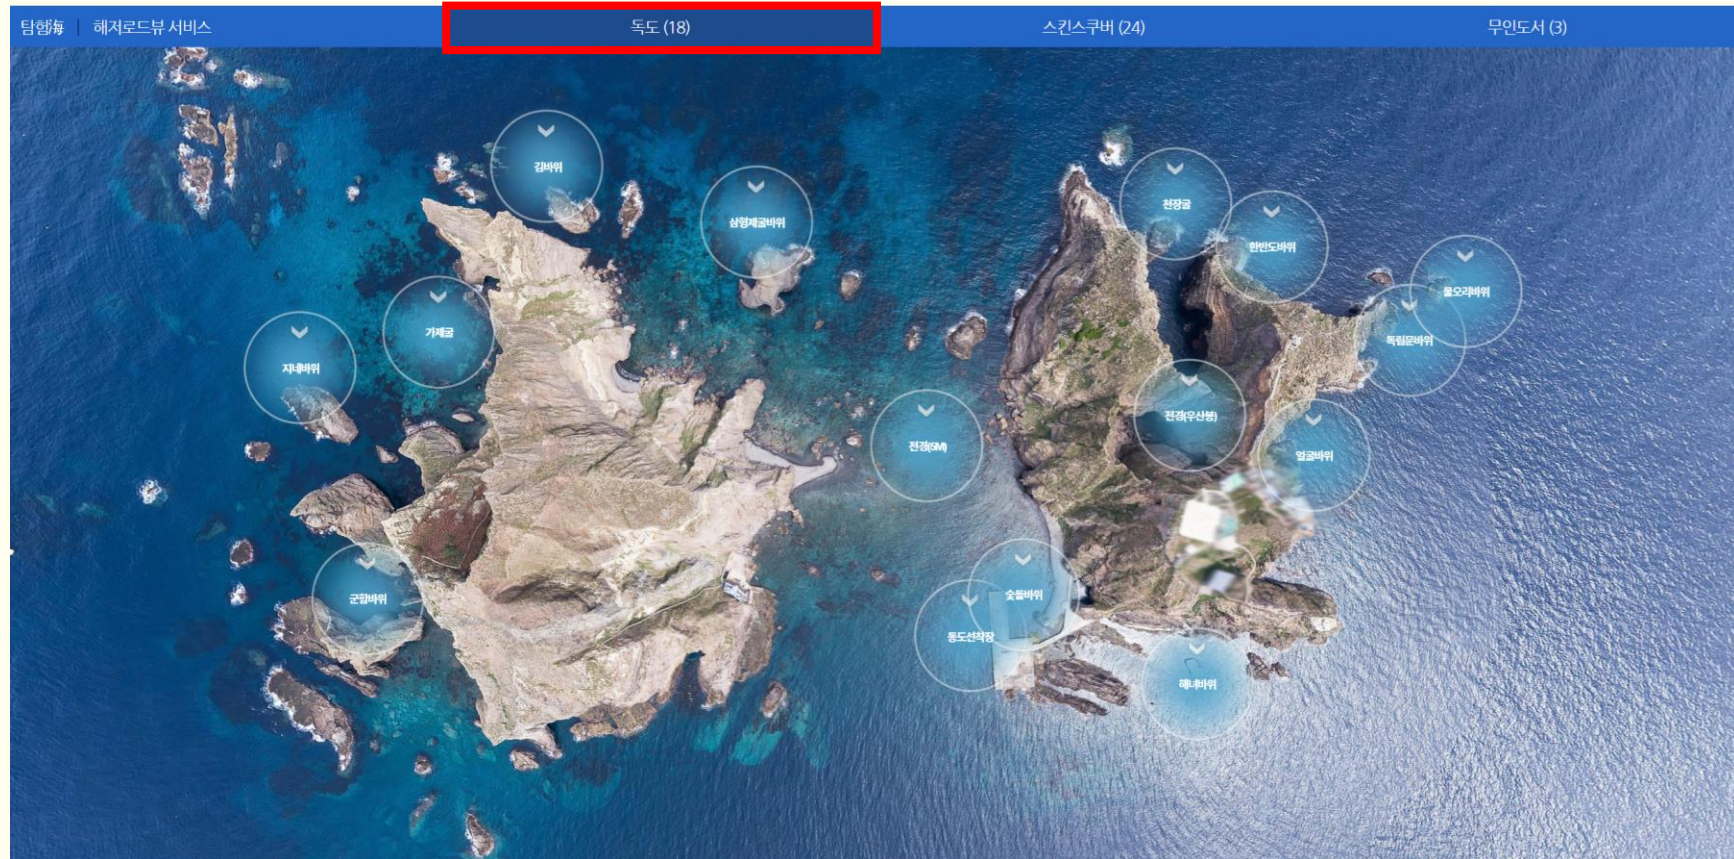 탐험海 | 해저로드뷰 서비스
독도 (18)
스킨스쿠버 (24)
무인도서 (3)
김바위
삼형제굴바위
천장굴
한반도바위
물오리바위
독립문바위
가제굴
지네바위
전경(5M)
전경(우산봉)
얼굴바위
군함바위
숫돌바위
동도선착장
해녀바위